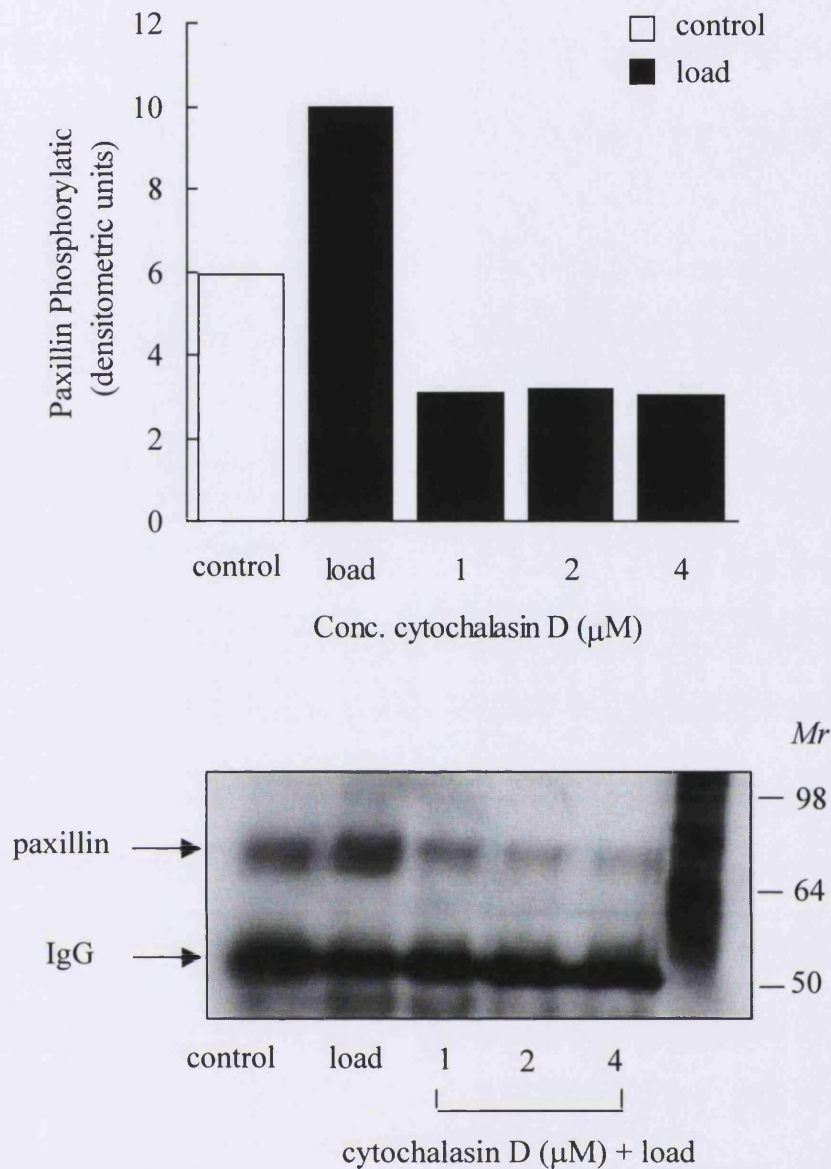 12
10
8
6
4
2
0
Paxillin Phosphorylatic
(densitometric units)
control
load
control load 1 2 4
Conc. cytochalasin D (μM)
Mr
98
64
50
paxillin
IgG
control load 1 2 4
cytochalasin D (μM) + load